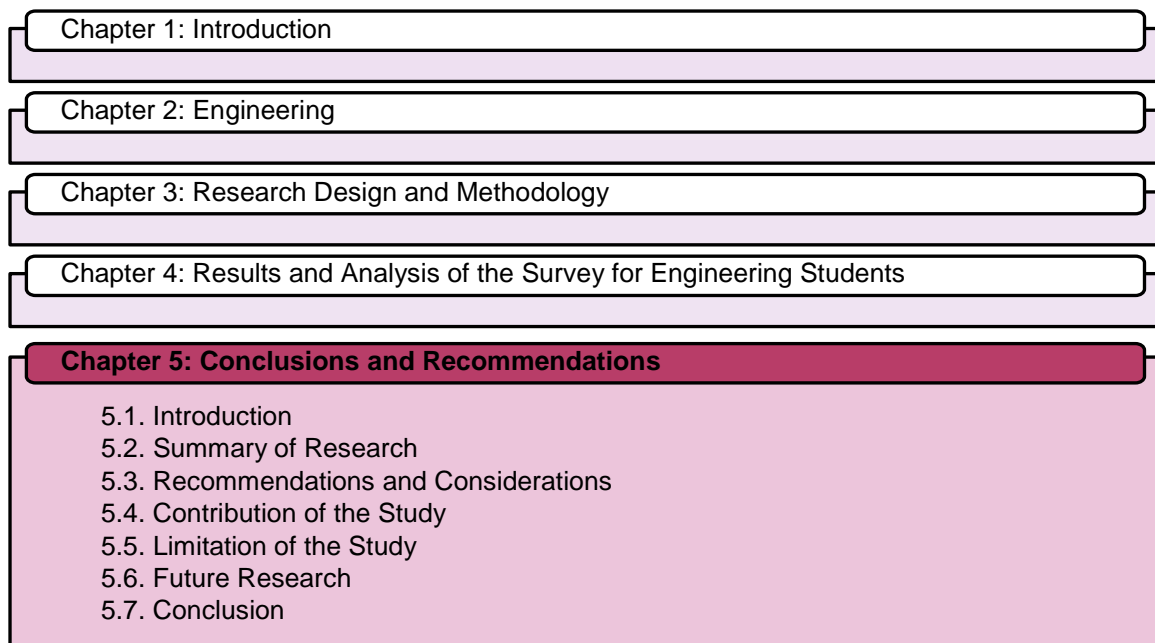 Chapter 1: Introduction
Chapter 2: Engineering
Chapter 3: Research Design and Methodology
Chapter 4: Results and Analysis of the Survey for Engineering Students
Chapter 5: Conclusions and Recommendations
5.1. Introduction
5.2. Summary of Research
5.3. Recommendations and Considerations
5.4. Contribution of the Study
5.5. Limitation of the Study
5.6. Future Research
5.7. Conclusion